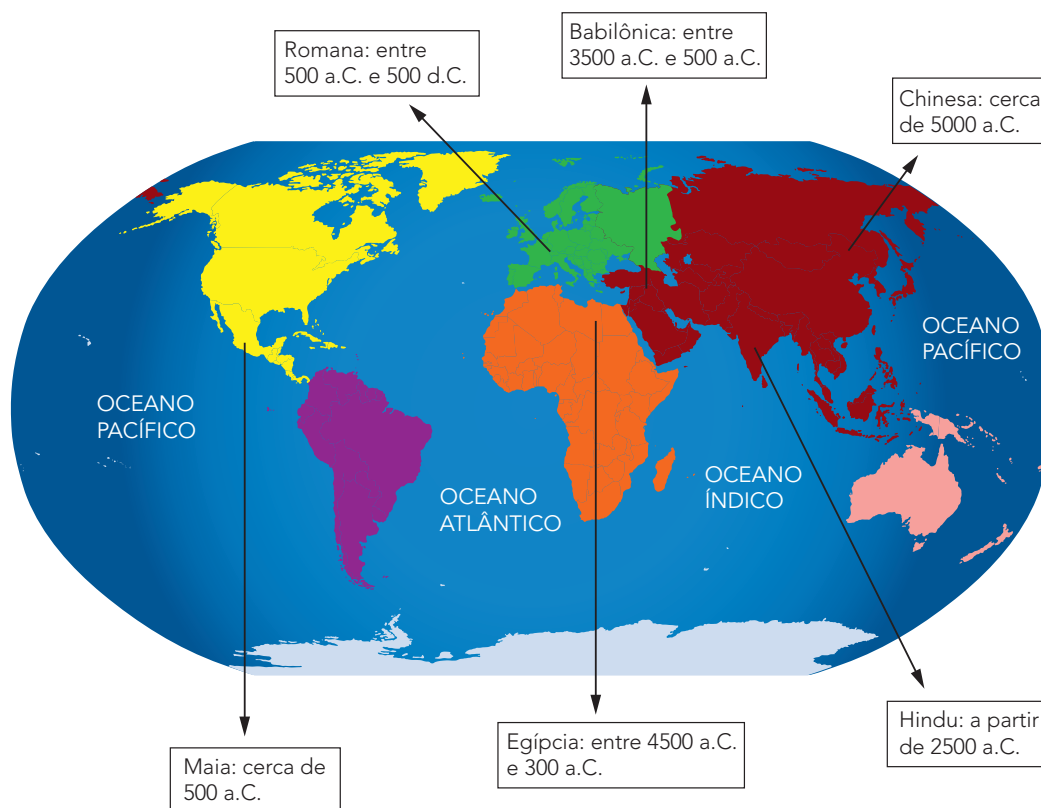 Romana: entre
500 a.C. e 500 d.C.
Babilônica: entre
3500 a.C. e 500 a.C.
Chinesa: cerca
de 5000 a.C.
OCEANO
PACÍFICO
OCEANO
PACÍFICO
OCEANO
ATLÂNTICO
OCEANO
ÍNDICO
Maia: cerca de
500 a.C.
Egípcia: entre 4500 a.C.
e 300 a.C.
Hindu: a partir
de 2500 a.C.